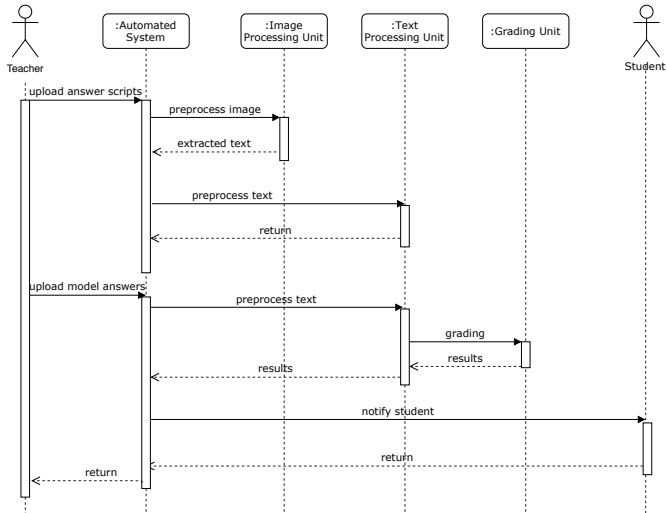 :Automated
System
:Image
Processing Unit
:Text
Processing Unit
:Grading Unit
Teacher
Student
upload answer scripts
preprocess image
extracted text
preprocess text
return
upload model answers
preprocess text
grading
results
results
notify student
return
return